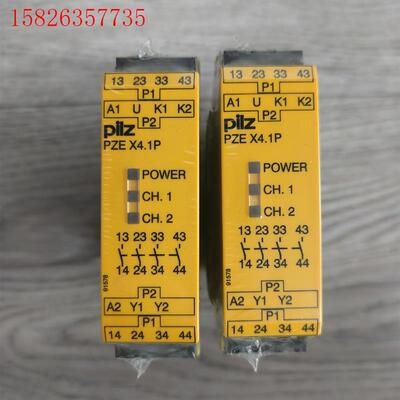 15826357735
13 23 33 43
P1
A1 U K1 K2
P2
pilz
PZE X4.1P
POWER
CH. 1
CH. 2
13 23 33 43
14 24 34 44
91578
P2
A2 Y1 Y2
P1
14 24 34 44
13 23 33 43
P1
A1 U K1 K2
P2
pilz
PZE X4.1P
POWER
CH. 1
CH. 2
13 23 33 43
14 24 34 44
91578
P2
A2 Y1 Y2
P1
14 24 34 44